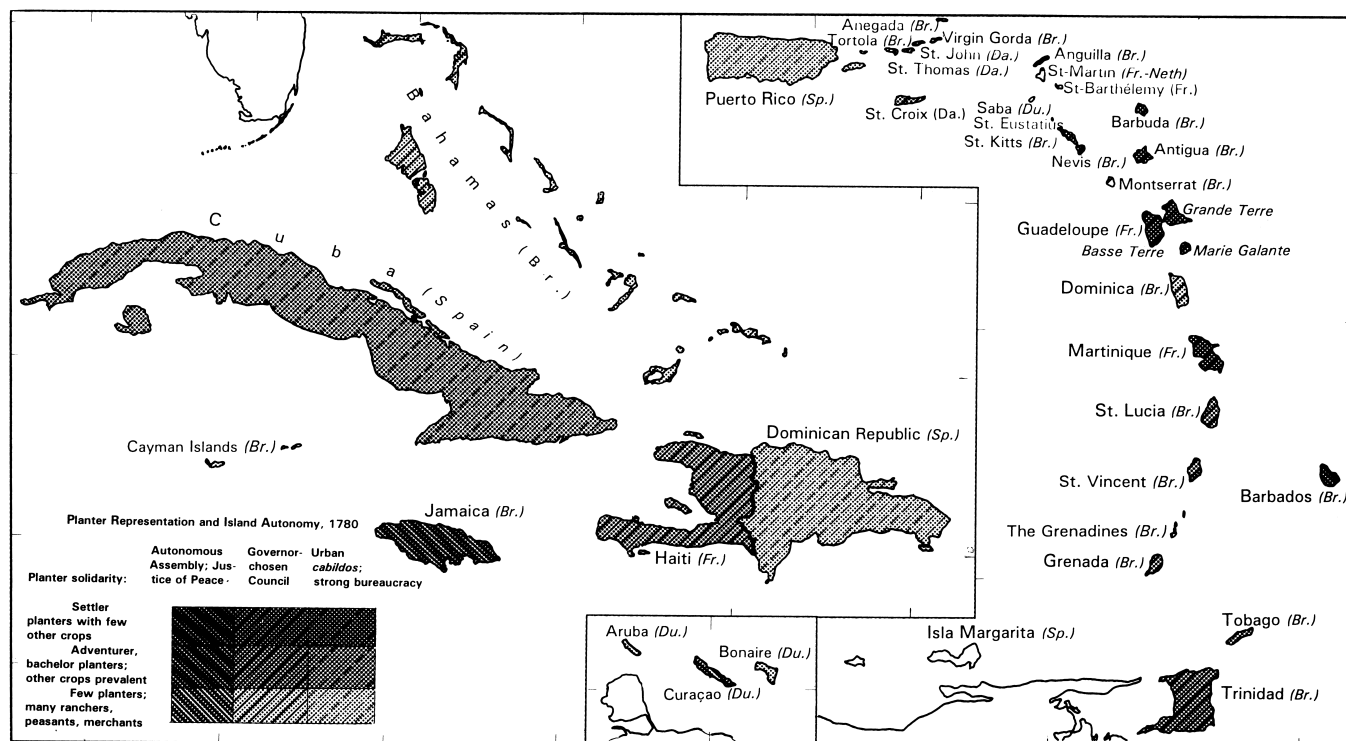 Anegada (Br.)
Tortola (Br.)
Virgin Gorda (Br.)
St. John (Da.)
St. Thomas (Da.)
Anguilla (Br.)
St-Martin (Fr.-Neth)
St-Barthélemy (Fr.)
Puerto Rico (Sp.)
St. Croix (Da.)
Saba (Du.)
St. Eustatius
St. Kitts (Br.)
Nevis (Br.)
Barbuda (Br.)
Antigua (Br.)
Montserrat (Br.)
Grande Terre
Guadeloupe (Fr.)
Basse Terre
Marie Galante
Dominica (Br.)
Martinique (Fr.)
St. Lucia (Br.)
St. Vincent (Br.)
Barbados (Br.)
The Grenadines (Br.)
Grenada (Br.)
Tobago (Br.)
Trinidad (Br.)
Isla Margarita (Sp.)
Bahamas (Br.)
Cuba (Spain)
Cayman Islands (Br.)
Jamaica (Br.)
Dominican Republic (Sp.)
Haiti (Fr.)
Aruba (Du.)
Bonaire (Du.)
Curaçao (Du.)
Planter Representation and Island Autonomy, 1780
Autonomous
Assembly; Jus-
tice of Peace
Governor-
chosen
Council
Urban
cabildos;
strong bureaucracy
Planter solidarity:
Settler
planters with few
other crops
Adventurer,
bachelor planters;
other crops prevalent
Few planters;
many ranchers,
peasants, merchants